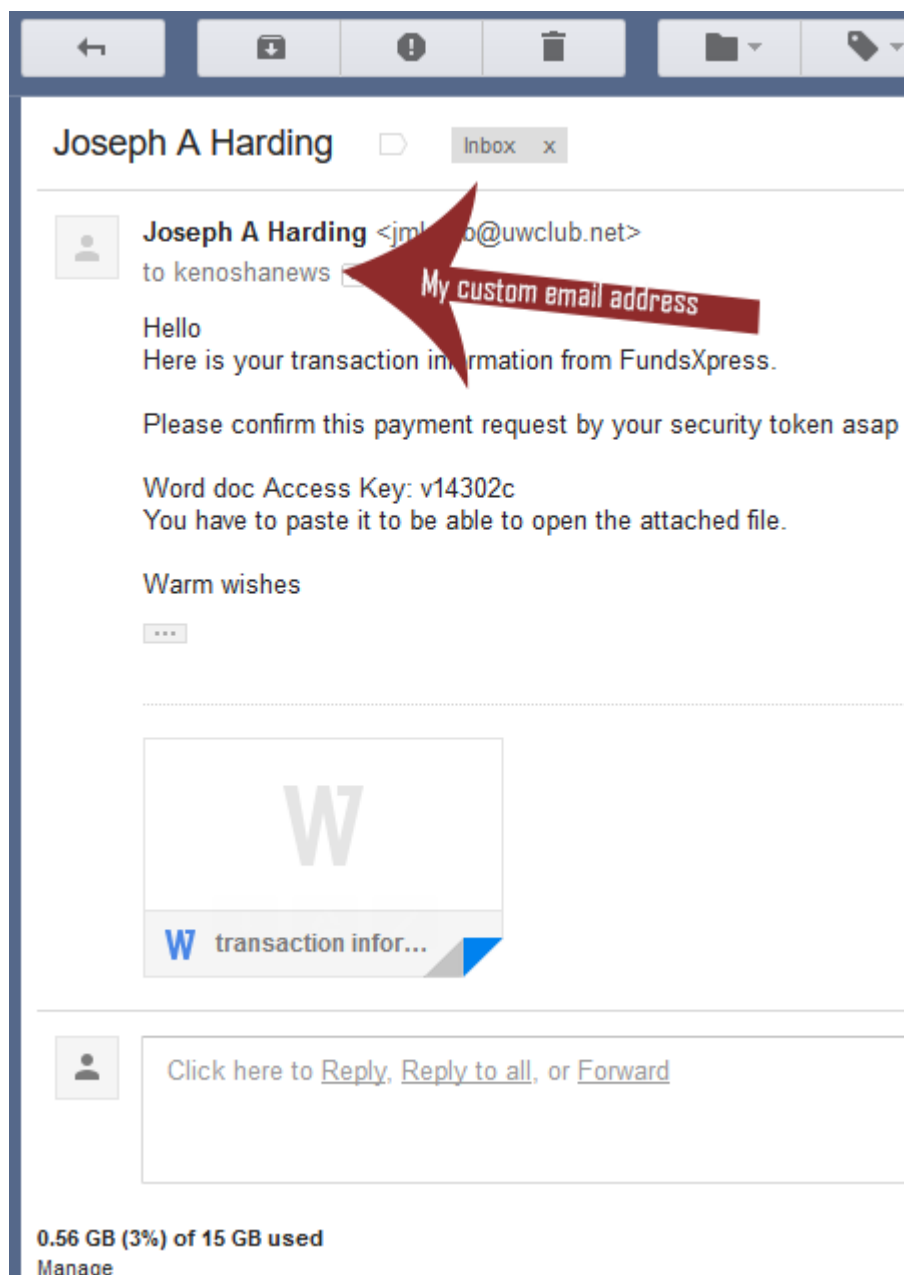 Joseph A Harding
Inbox x
Joseph A Harding @uwclub.net>
to kenoshanews
My custom email address
Hello
Here is your transaction information from FundsXpress.
Please confirm this payment request by your security token asap
Word doc Access Key: v14302c
You have to paste it to be able to open the attached file.
Warm wishes
W
W transaction infor...
Click here to Reply, Reply to all, or Forward
0.56 GB (3%) of 15 GB used
Manage